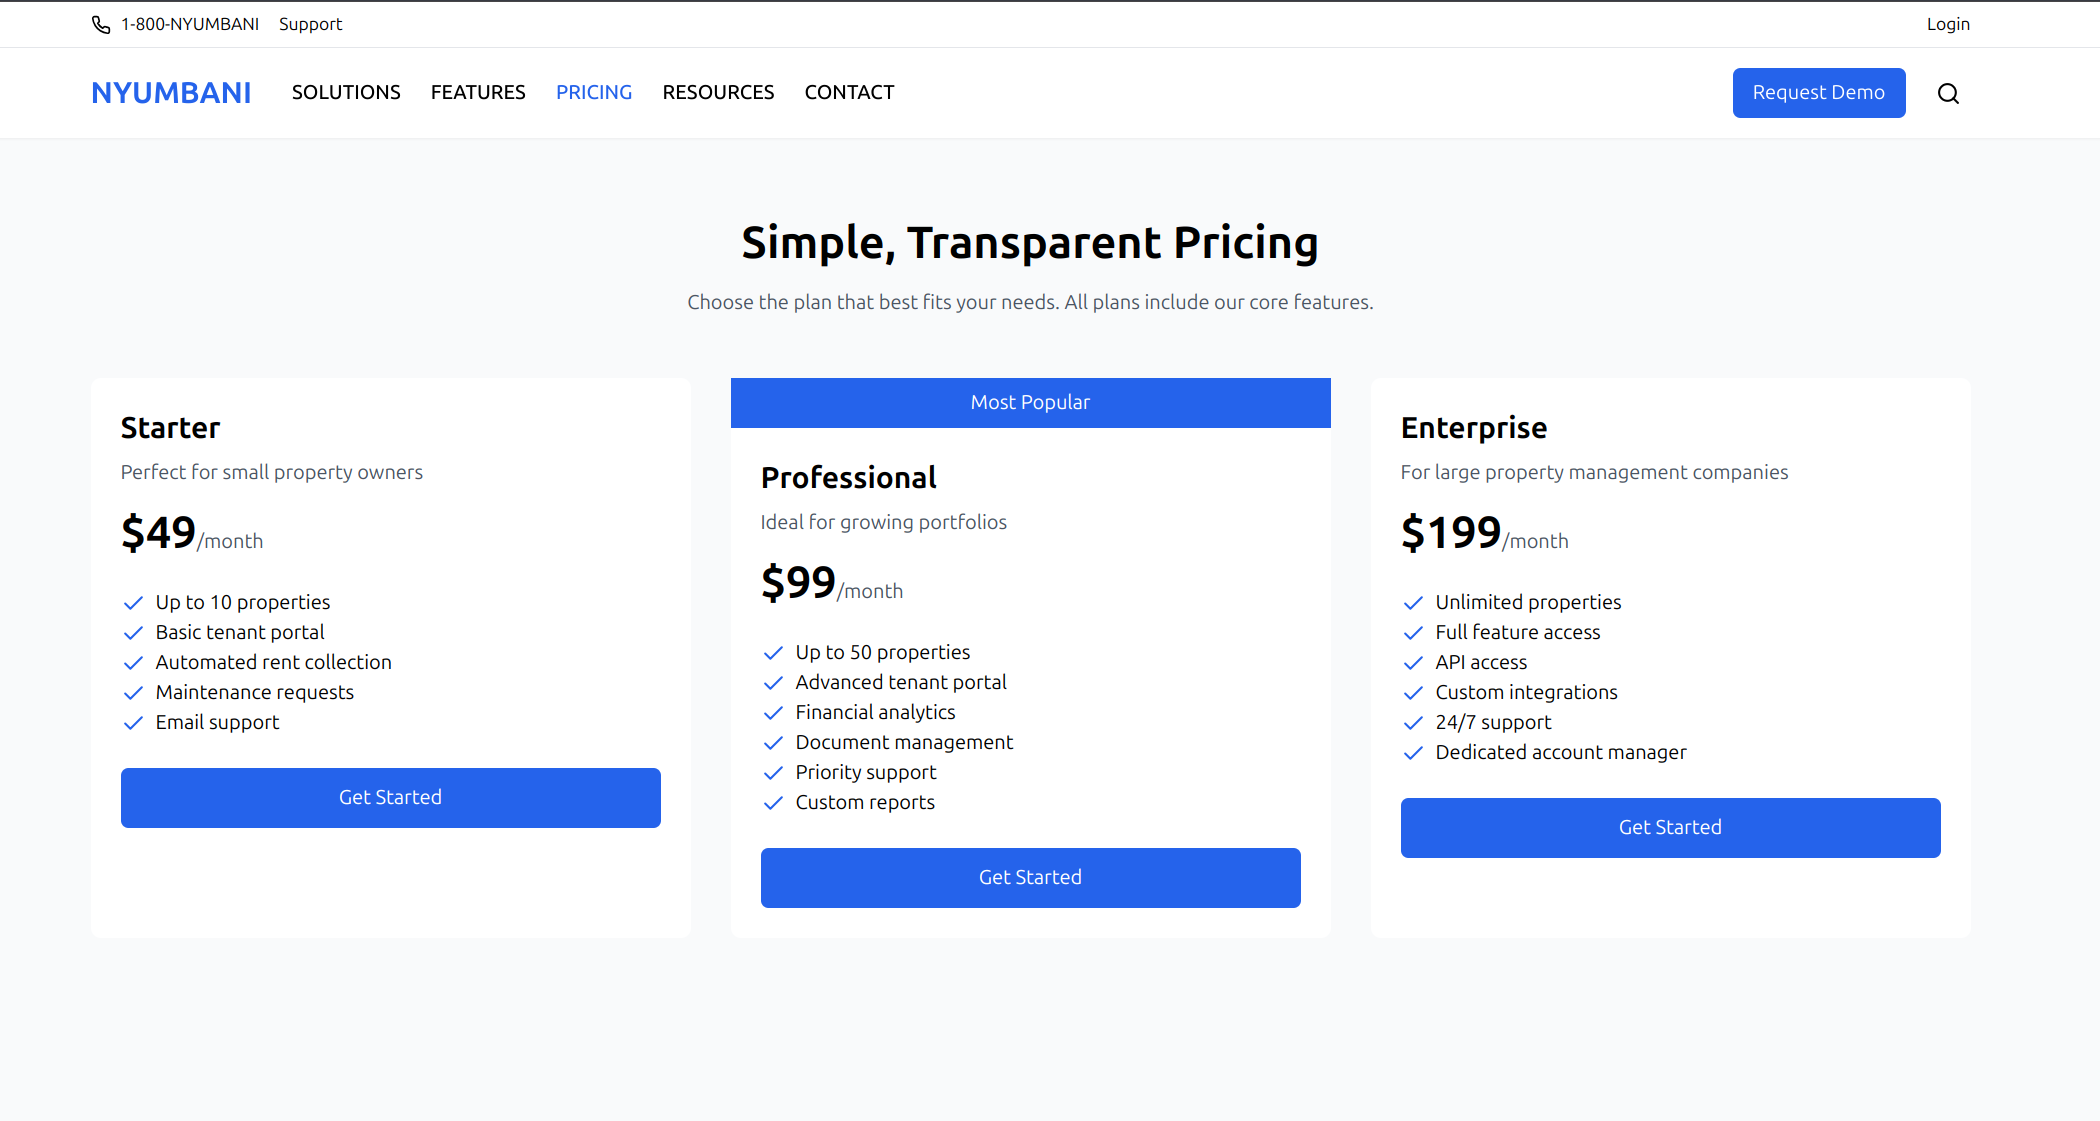 1-800-NYUMBANI Support Login
NYUMBANI SOLUTIONS FEATURES PRICING RESOURCES CONTACT Request Demo
Simple, Transparent Pricing
Choose the plan that best fits your needs. All plans include our core features.
Starter
Perfect for small property owners
$49/month
Up to 10 properties
Basic tenant portal
Automated rent collection
Maintenance requests
Email support
Get Started
Most Popular
Professional
Ideal for growing portfolios
$99/month
Up to 50 properties
Advanced tenant portal
Financial analytics
Document management
Priority support
Custom reports
Get Started
Enterprise
For large property management companies
$199/month
Unlimited properties
Full feature access
API access
Custom integrations
24/7 support
Dedicated account manager
Get Started